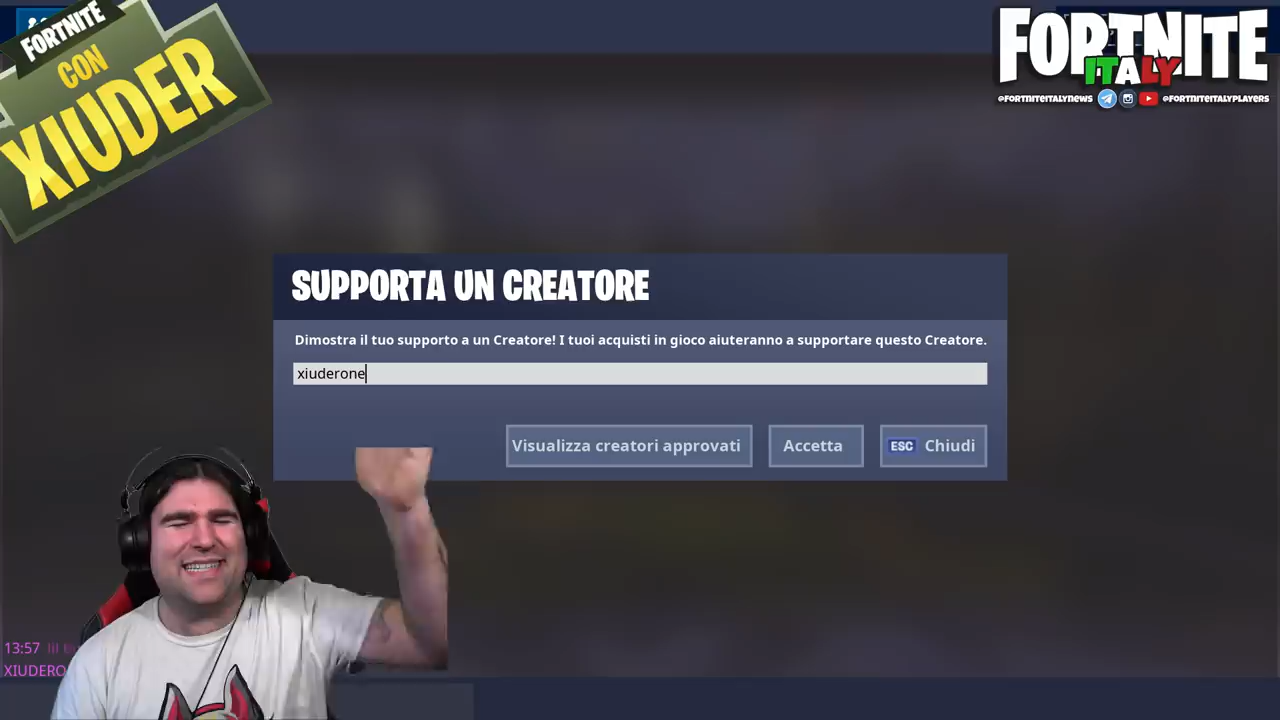 FORTNITE
CON
XIUDER
FORTNITE
ITALY
@FORTNITEITALYNEWS @FORTNITEITALYPLAYERS
SUPPORTA UN CREATORE
Dimostra il tuo supporto a un Creatore! I tuoi acquisti in gioco aiuteranno a supportare questo Creatore.
xiuderone
Visualizza creatori approvati
Accetta
ESC Chiudi
13:57
XIUDERO